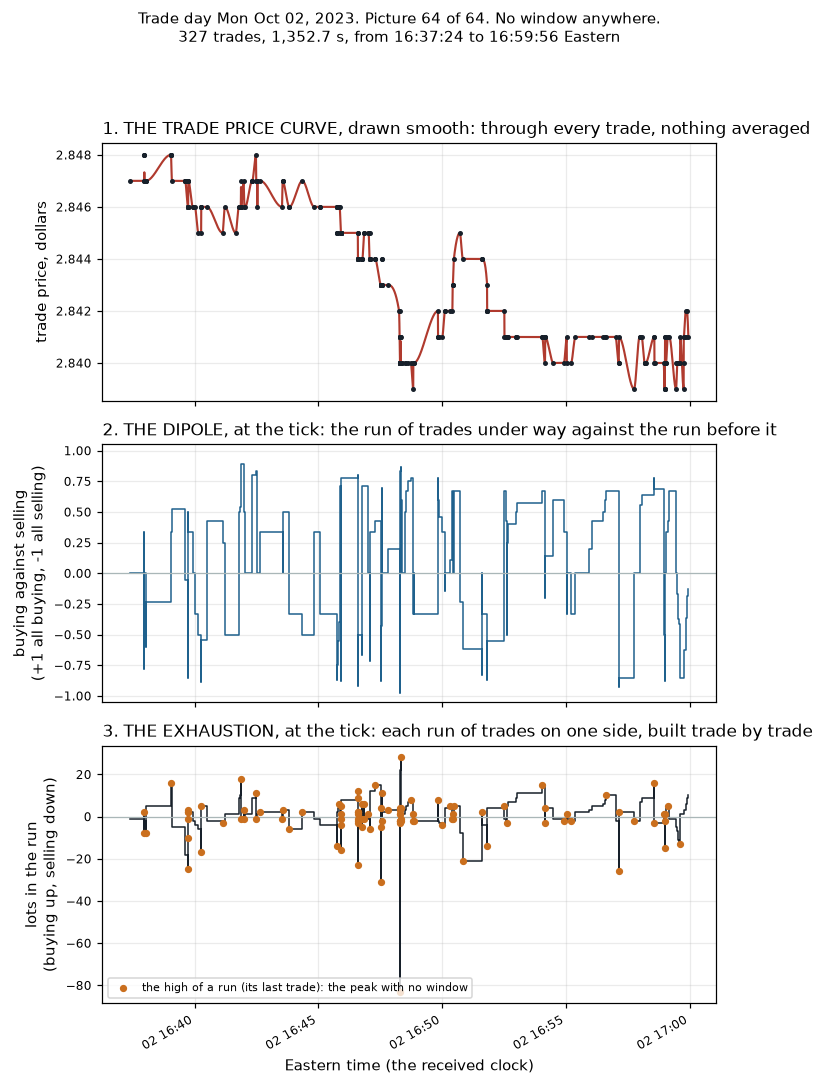 Trade day Mon Oct 02, 2023. Picture 64 of 64. No window anywhere.
327 trades, 1,352.7 s, from 16:37:24 to 16:59:56 Eastern
1. THE TRADE PRICE CURVE, drawn smooth: through every trade, nothing averaged
trade price, dollars
2.848
2.846
2.844
2.842
2.840
2. THE DIPOLE, at the tick: the run of trades under way against the run before it
buying against selling
(+1 all buying, -1 all selling)
1.00
0.75
0.50
0.25
0.00
−0.25
−0.50
−0.75
−1.00
3. THE EXHAUSTION, at the tick: each run of trades on one side, built trade by trade
lots in the run
(buying up, selling down)
20
0
−20
−40
−60
−80
the high of a run (its last trade): the peak with no window
02 16:40
02 16:45
02 16:50
02 16:55
02 17:00
Eastern time (the received clock)